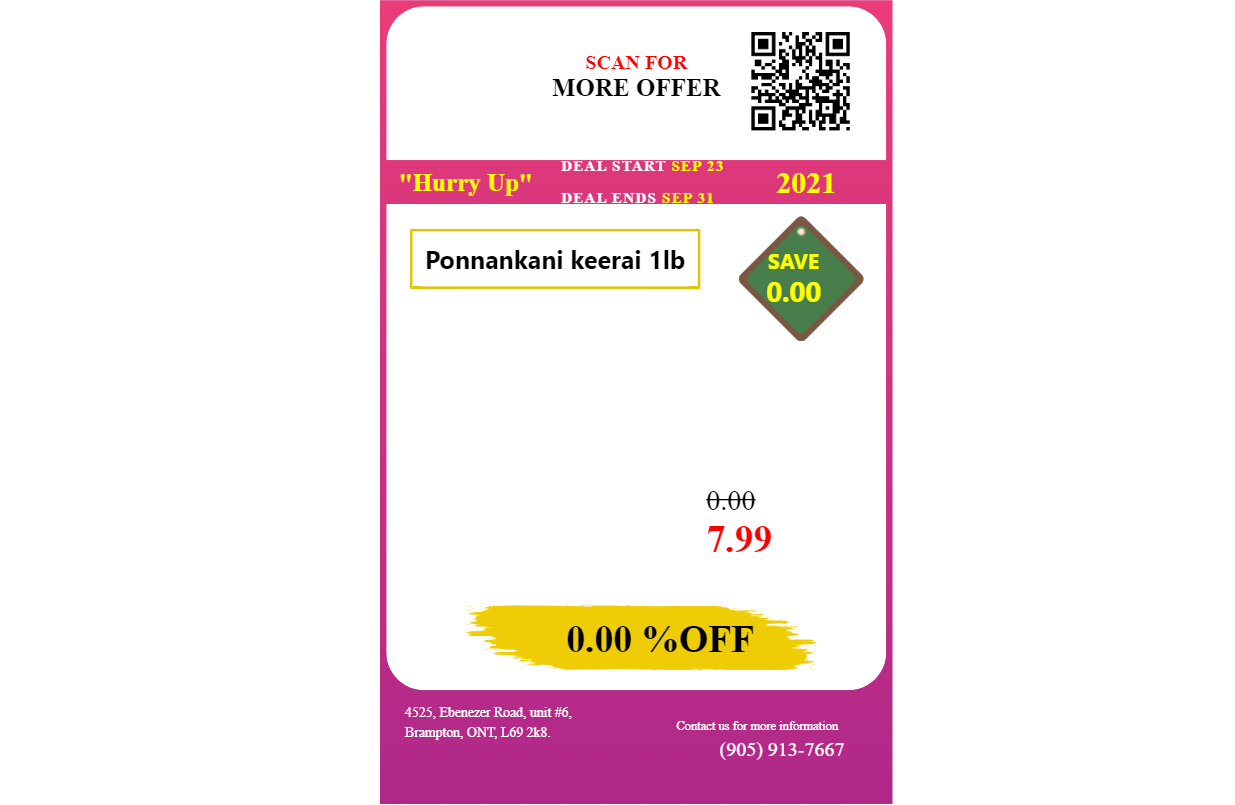 SCAN FOR
MORE OFFER
"Hurry Up"
DEAL START SEP 23
DEAL ENDS SEP 31
2021
Ponnankani keerai 1lb
SAVE
0.00
0.00
7.99
0.00 %OFF
4525, Ebenezer Road, unit #6,
Brampton, ONT, L69 2k8.
Contact us for more information
(905) 913-7667